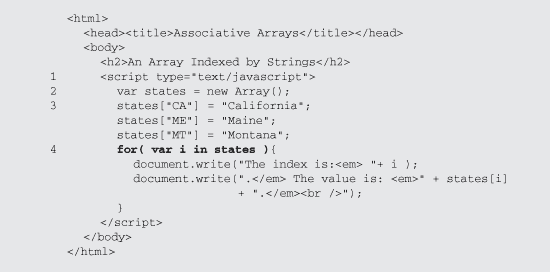 <html>
<head><title>Associative Arrays</title></head>
<body>
<h2>An Array Indexed by Strings</h2>
1 <script type="text/javascript">
2 var states = new Array();
3 states["CA"] = "California";
states["ME"] = "Maine";
states["MT"] = "Montana";
4 for( var i in states ){
document.write("The index is:<em> "+ i );
document.write(".</em> The value is: <em>" + states[i]
+ ".</em><br />");
}
</script>
</body>
</html>